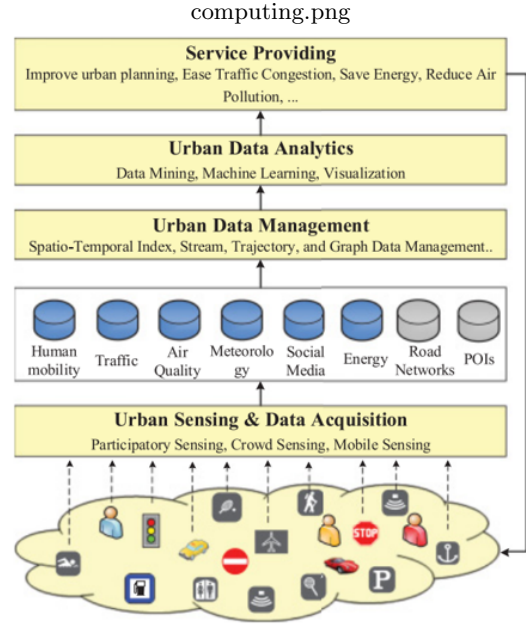 computing.png
Service Providing
Improve urban planning, Ease Traffic Congestion, Save Energy, Reduce Air
Pollution, ...
Urban Data Analytics
Data Mining, Machine Learning, Visualization
Urban Data Management
Spatio-Temporal Index, Stream, Trajectory, and Graph Data Management..
Human
mobility
Traffic
Air
Quality
Meteorolo
gy
Social
Media
Energy
Road
Networks
POIs
Urban Sensing & Data Acquisition
Participatory Sensing, Crowd Sensing, Mobile Sensing
STOP
P